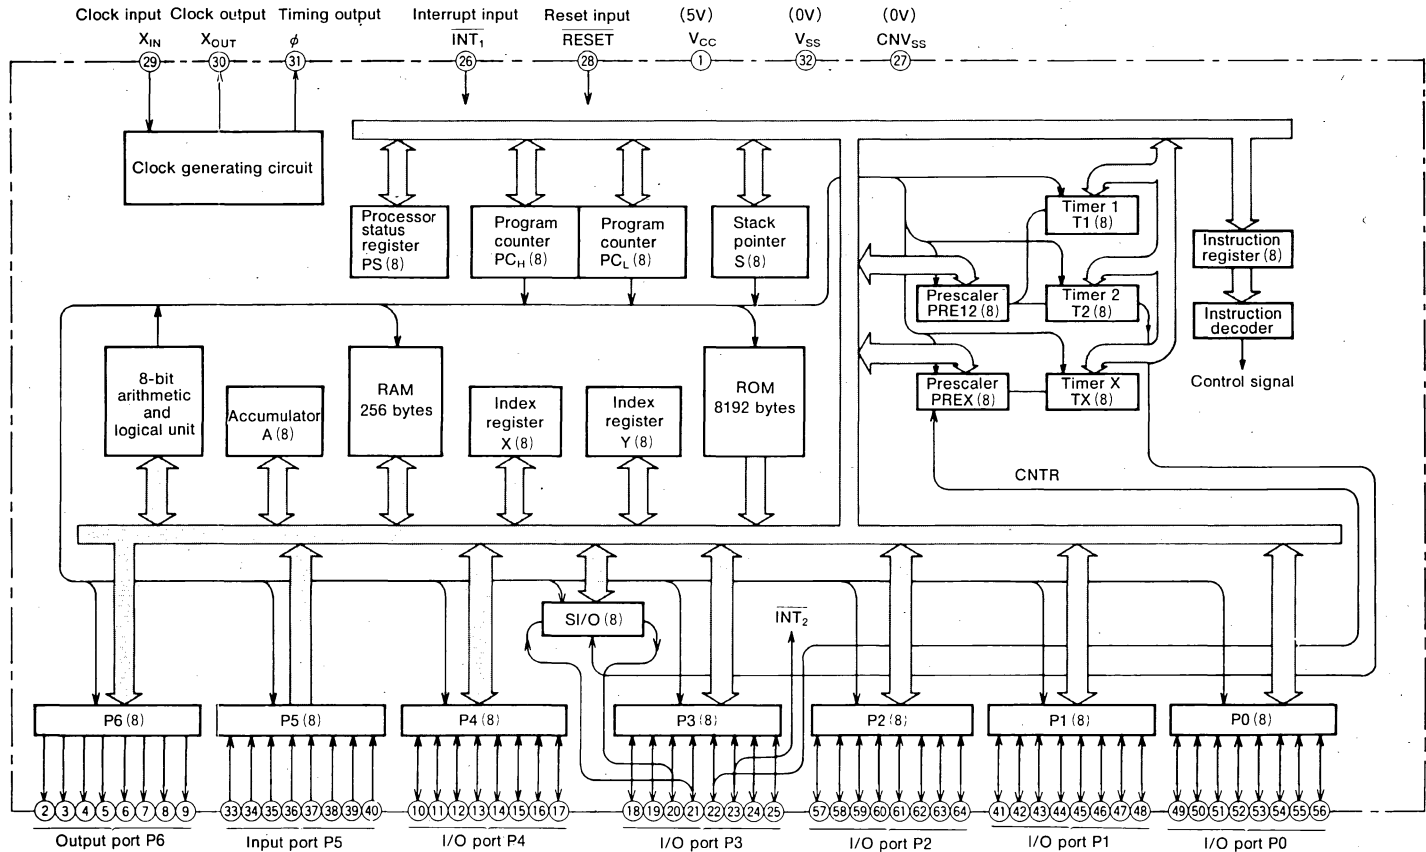 Clock input Clock output Timing output Interrupt input Reset input (5V) (0V) (0V)
XIN XOUT ϕ INT1 RESET VCC VSS CNVSS
29 30 31 26 28 1 32 27
Clock generating circuit
Processor
status
register
PS (8)
Program
counter
PCH (8)
Program
counter
PCL (8)
Stack
pointer
S (8)
Timer 1
T1 (8)
Instruction
register (8)
Prescaler
PRE12 (8)
Timer 2
T2 (8)
Instruction
decoder
8-bit
arithmetic
and
logical unit
Accumulator
A (8)
RAM
256 bytes
Index
register
X (8)
Index
register
Y (8)
ROM
8192 bytes
Prescaler
PREX (8)
Timer X
TX (8)
Control signal
CNTR
SI/O (8)
INT2
P6 (8) P5 (8) P4 (8) P3 (8) P2 (8) P1 (8) P0 (8)
2 3 4 5 6 7 8 9 33 34 35 36 37 38 39 40 10 11 12 13 14 15 16 17 18 19 20 21 22 23 24 25 57 58 59 60 61 62 63 64 41 42 43 44 45 46 47 48 49 50 51 52 53 54 55 56
Output port P6 Input port P5 I/O port P4 I/O port P3 I/O port P2 I/O port P1 I/O port P0